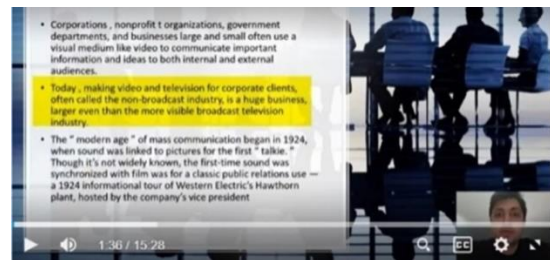 • Corporations , nonprofit t organizations, government
departments, and businesses large and small often use a
visual medium like video to communicate important
information and ideas to both internal and external
audiences.
• Today , making video and television for corporate clients,
often called the non-broadcast industry, is a huge business,
larger even than the more visible broadcast television
industry.
• The " modern age " of mass communication began in 1924,
when sound was linked to pictures for the first " talkie. "
Though it's not widely known, the first-time sound was
synchronized with film was for a classic public relations use —
a 1924 informational tour of Western Electric's Hawthorn
plant, hosted by the company's vice president
1:36 / 15:28
CC